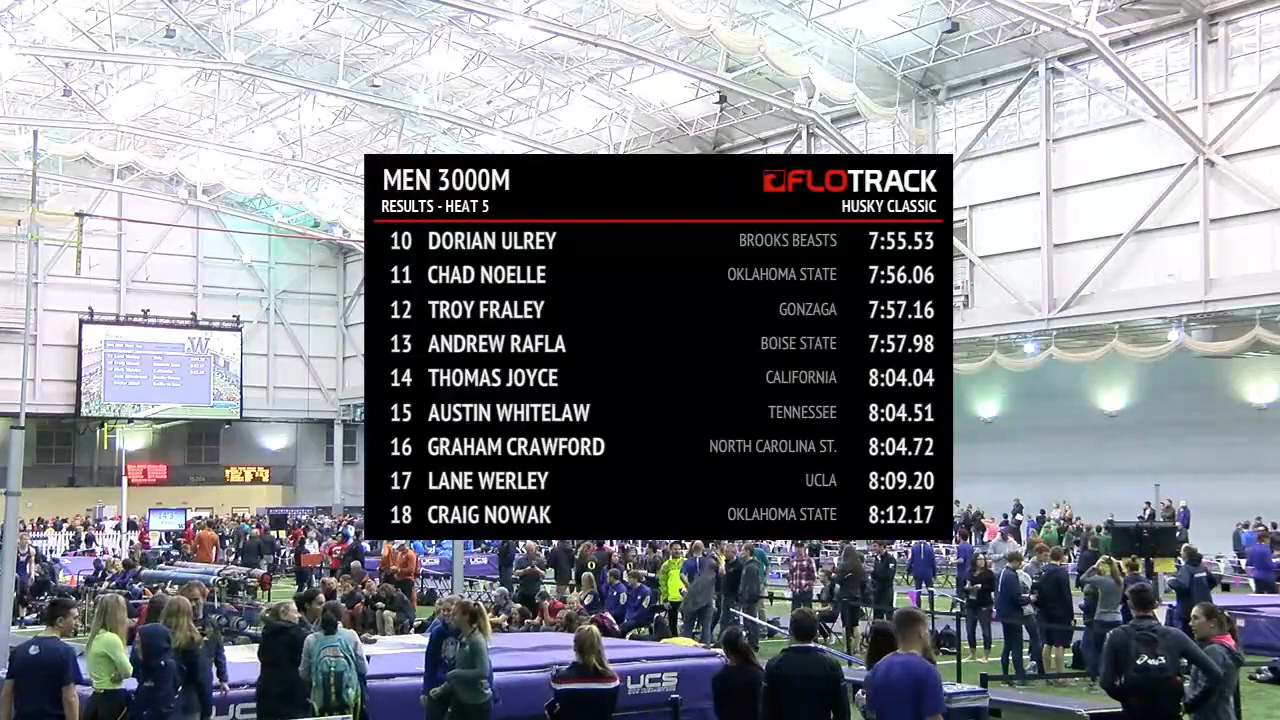 MEN 3000M
FLOTRACK
RESULTS - HEAT 5
HUSKY CLASSIC
10 DORIAN ULREY BROOKS BEASTS 7:55.53
11 CHAD NOELLE OKLAHOMA STATE 7:56.06
12 TROY FRALEY GONZAGA 7:57.16
13 ANDREW RAFLA BOISE STATE 7:57.98
14 THOMAS JOYCE CALIFORNIA 8:04.04
15 AUSTIN WHITELAW TENNESSEE 8:04.51
16 GRAHAM CRAWFORD NORTH CAROLINA ST. 8:04.72
17 LANE WERLEY UCLA 8:09.20
18 CRAIG NOWAK OKLAHOMA STATE 8:12.17
W
UCS
UCS
asics